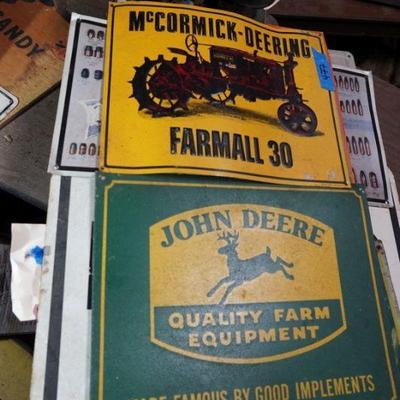 ANDY
McCORMICK-DEERING
FARMALL 30
JOHN DEERE
QUALITY FARM
EQUIPMENT
FAMOUS BY GOOD IMPLEMENTS